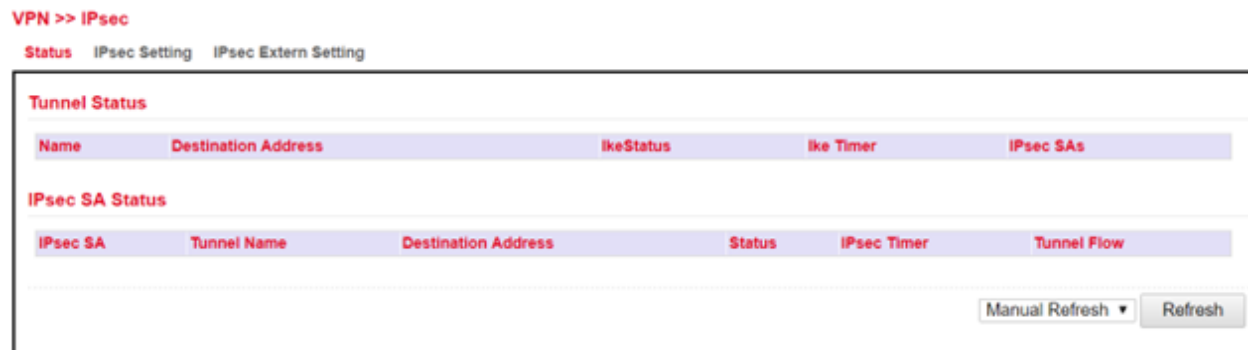 VPN >> IPsec
Status IPsec Setting IPsec Extern Setting
Tunnel Status
Name Destination Address IkeStatus Ike Timer IPsec SAs
IPsec SA Status
IPsec SA Tunnel Name Destination Address Status IPsec Timer Tunnel Flow
Manual Refresh Refresh